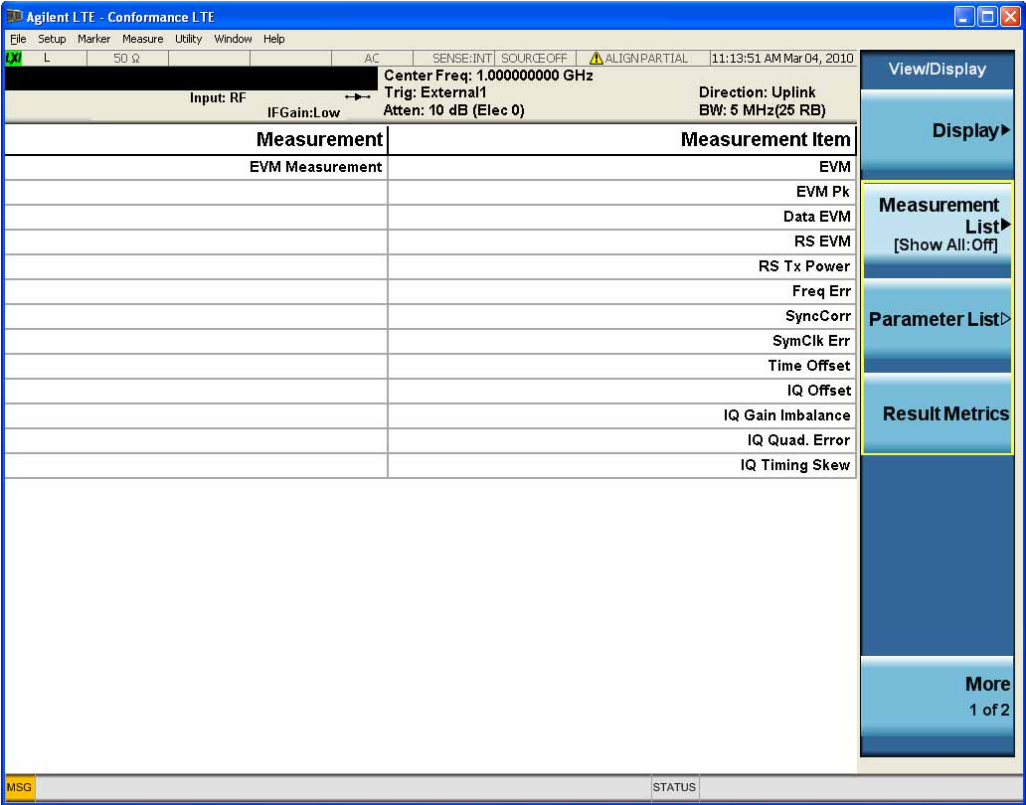 Agilent LTE - Conformance LTE
File Setup Marker Measure Utility Window Help
LXI L 50 Ω AC SENSE:INT SOURCE OFF ALIGN PARTIAL 11:13:51 AM Mar 04, 2010
Center Freq: 1.000000000 GHz
Input: RF Trig: External1 Direction: Uplink
IFGain:Low Atten: 10 dB (Elec 0) BW: 5 MHz(25 RB)
Measurement Measurement Item
EVM Measurement EVM
EVM Pk
Data EVM
RS EVM
RS Tx Power
Freq Err
SyncCorr
SymClk Err
Time Offset
IQ Offset
IQ Gain Imbalance
IQ Quad. Error
IQ Timing Skew
View/Display
Display
Measurement
List
[Show All:Off]
Parameter List
Result Metrics
More
1 of 2
MSG STATUS